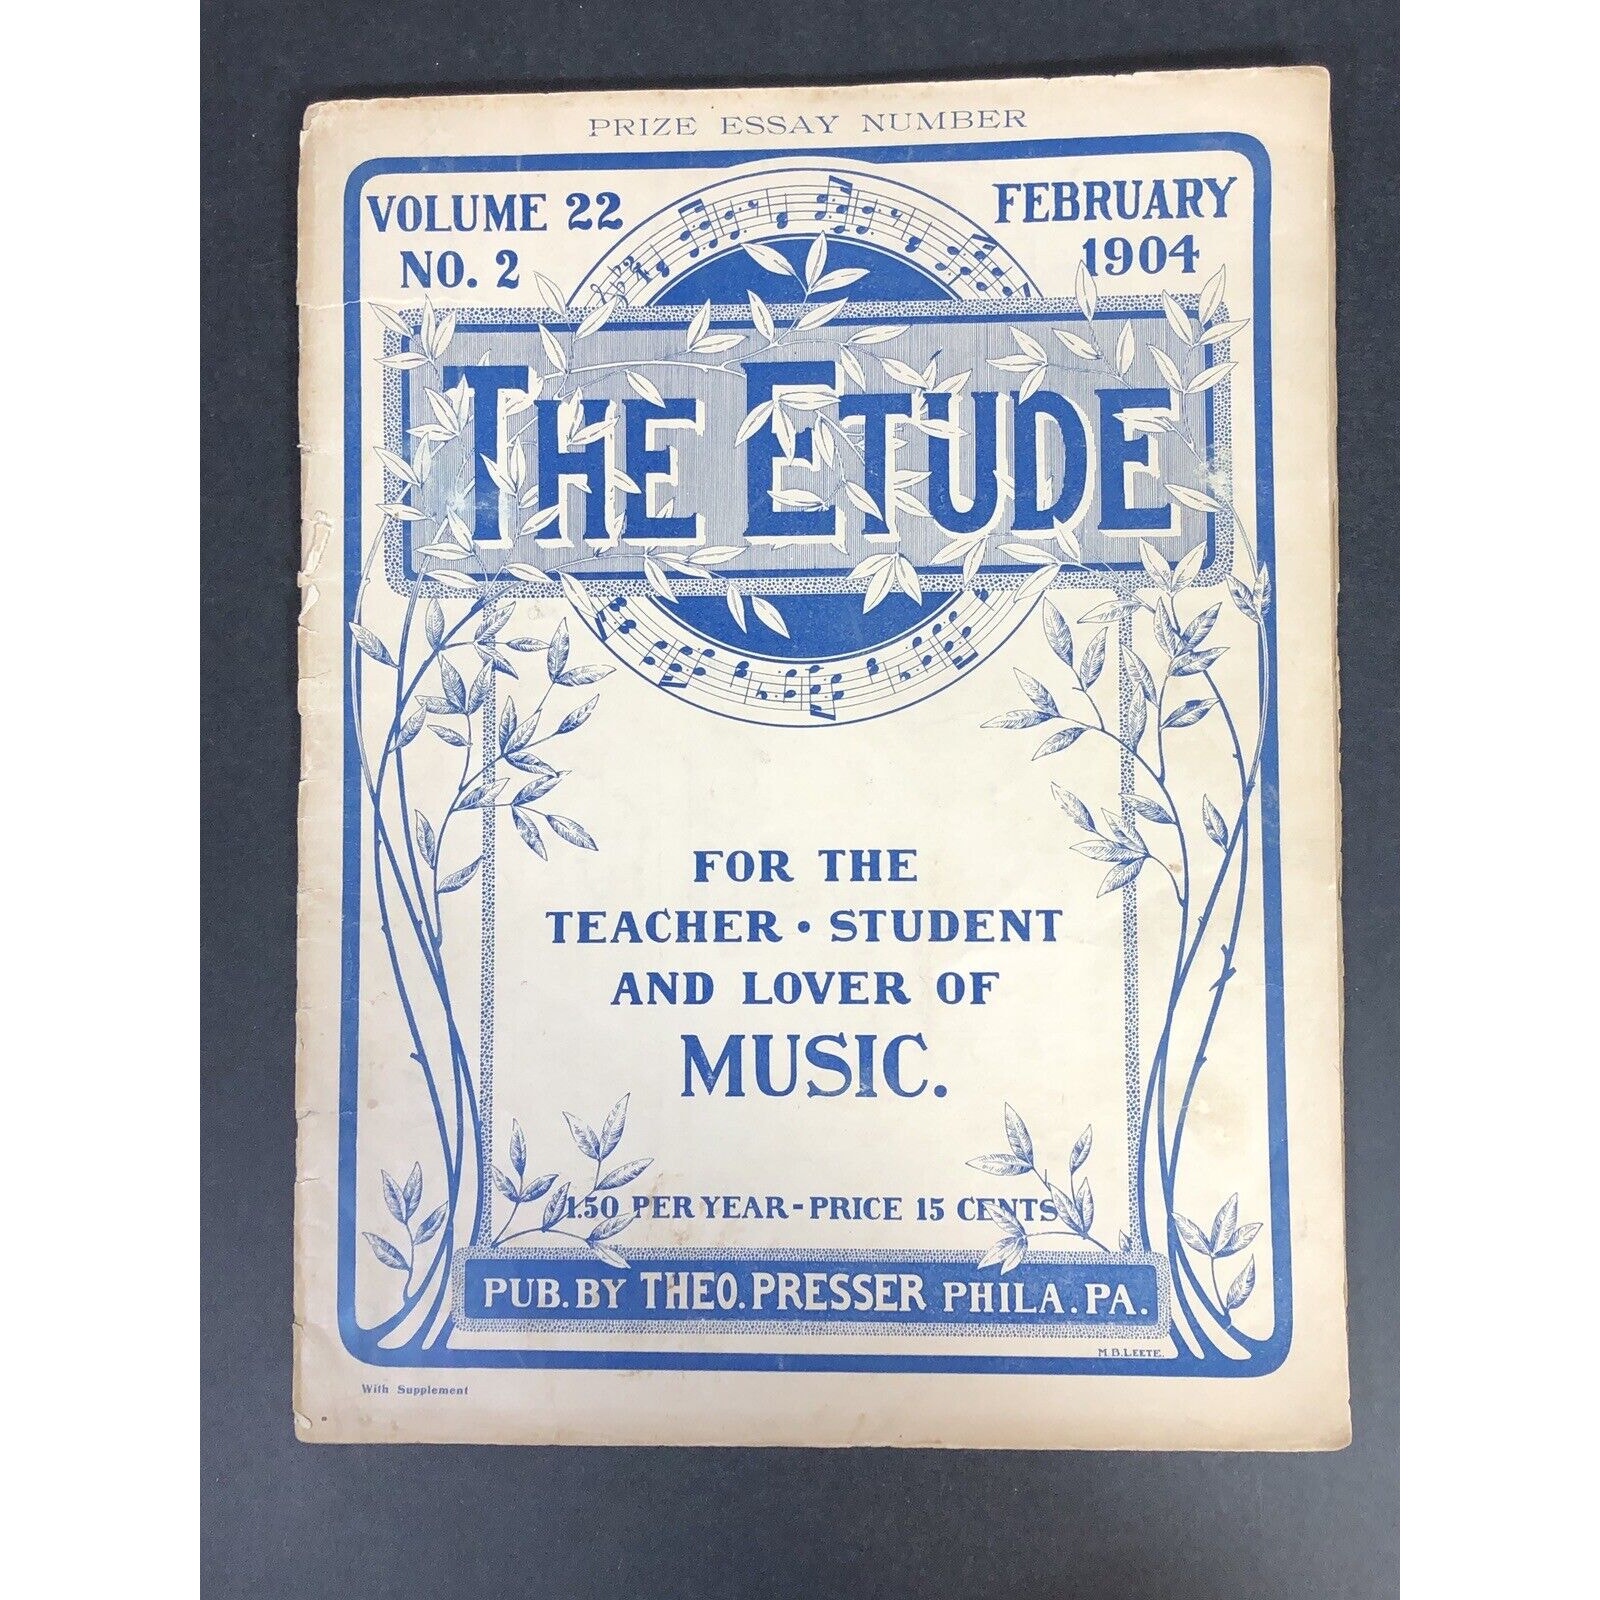 PRIZE ESSAY NUMBER
VOLUME 22
NO. 2
FEBRUARY
1904
THE ETUDE
FOR THE
TEACHER • STUDENT
AND LOVER OF
MUSIC.
1.50 PER YEAR - PRICE 15 CENTS
PUB. BY THEO. PRESSER PHILA. PA.
M. B. LEETE.
With Supplement